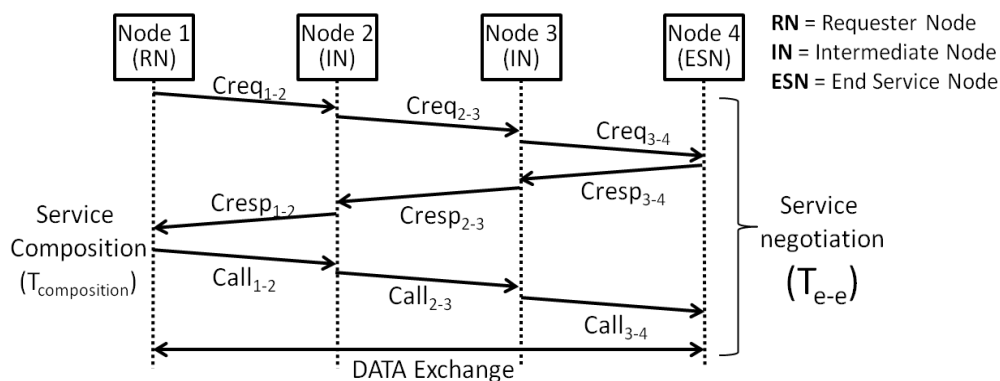 Node 1
(RN)
Node 2
(IN)
Node 3
(IN)
Node 4
(ESN)
RN = Requester Node
IN = Intermediate Node
ESN = End Service Node
Creq1-2
Creq2-3
Creq3-4
Cresp3-4
Cresp2-3
Cresp1-2
Service
Composition
(Tcomposition)
Service
negotiation
(Te-e)
Call1-2
Call2-3
Call3-4
DATA Exchange